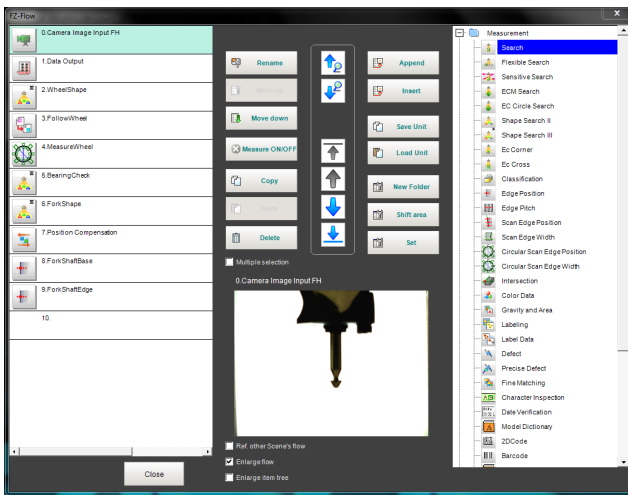 FZ-Flow
x
0.Camera Image Input FH
1.Data Output
2.WheelShape
3.FollowWheel
4.MeasureWheel
5.BearingCheck
6.ForkShape
7.Position Compensation
8.ForkShaftBase
9.ForkShaftEdge
10.
Close
Rename
Move up
Move down
Measure ON/OFF
Copy
Delete
Append
Insert
Save Unit
Load Unit
New Folder
Shift area
Set
Multiple selection
0.Camera Image Input FH
Ref. other Scene's flow
Enlarge flow
Enlarge item tree
Measurement
Search
Flexible Search
Sensitive Search
ECM Search
EC Circle Search
Shape Search II
Shape Search III
EcCorner
Ec Cross
Classification
Edge Position
Edge Pitch
Scan Edge Position
Scan Edge Width
Circular Scan Edge Position
Circular Scan Edge Width
Intersection
Color Data
Gravity and Area
Labeling
Label Data
Defect
Precise Defect
Fine Matching
Character Inspection
Date Verification
Model Dictionary
2DCode
Barcode